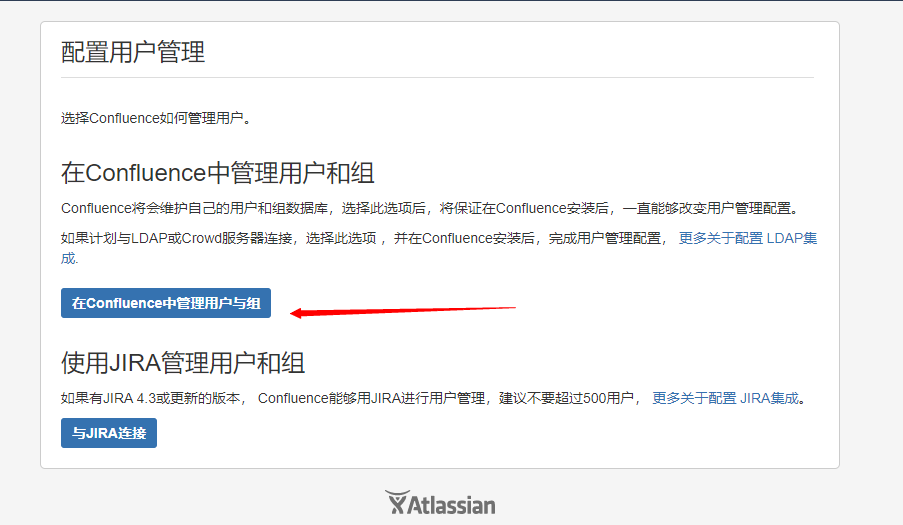 配置用户管理
选择Confluence如何管理用户。
在Confluence中管理用户和组
Confluence将会维护自己的用户和组数据库，选择此选项后，将保证在Confluence安装后，一直能够改变用户管理配置。
如果计划与LDAP或Crowd服务器连接，选择此选项 ，并在Confluence安装后，完成用户管理配置， 更多关于配置 LDAP集
成.
在Confluence中管理用户与组
使用JIRA管理用户和组
如果有JIRA 4.3或更新的版本， Confluence能够用JIRA进行用户管理，建议不要超过500用户， 更多关于配置 JIRA集成。
与JIRA连接
Atlassian